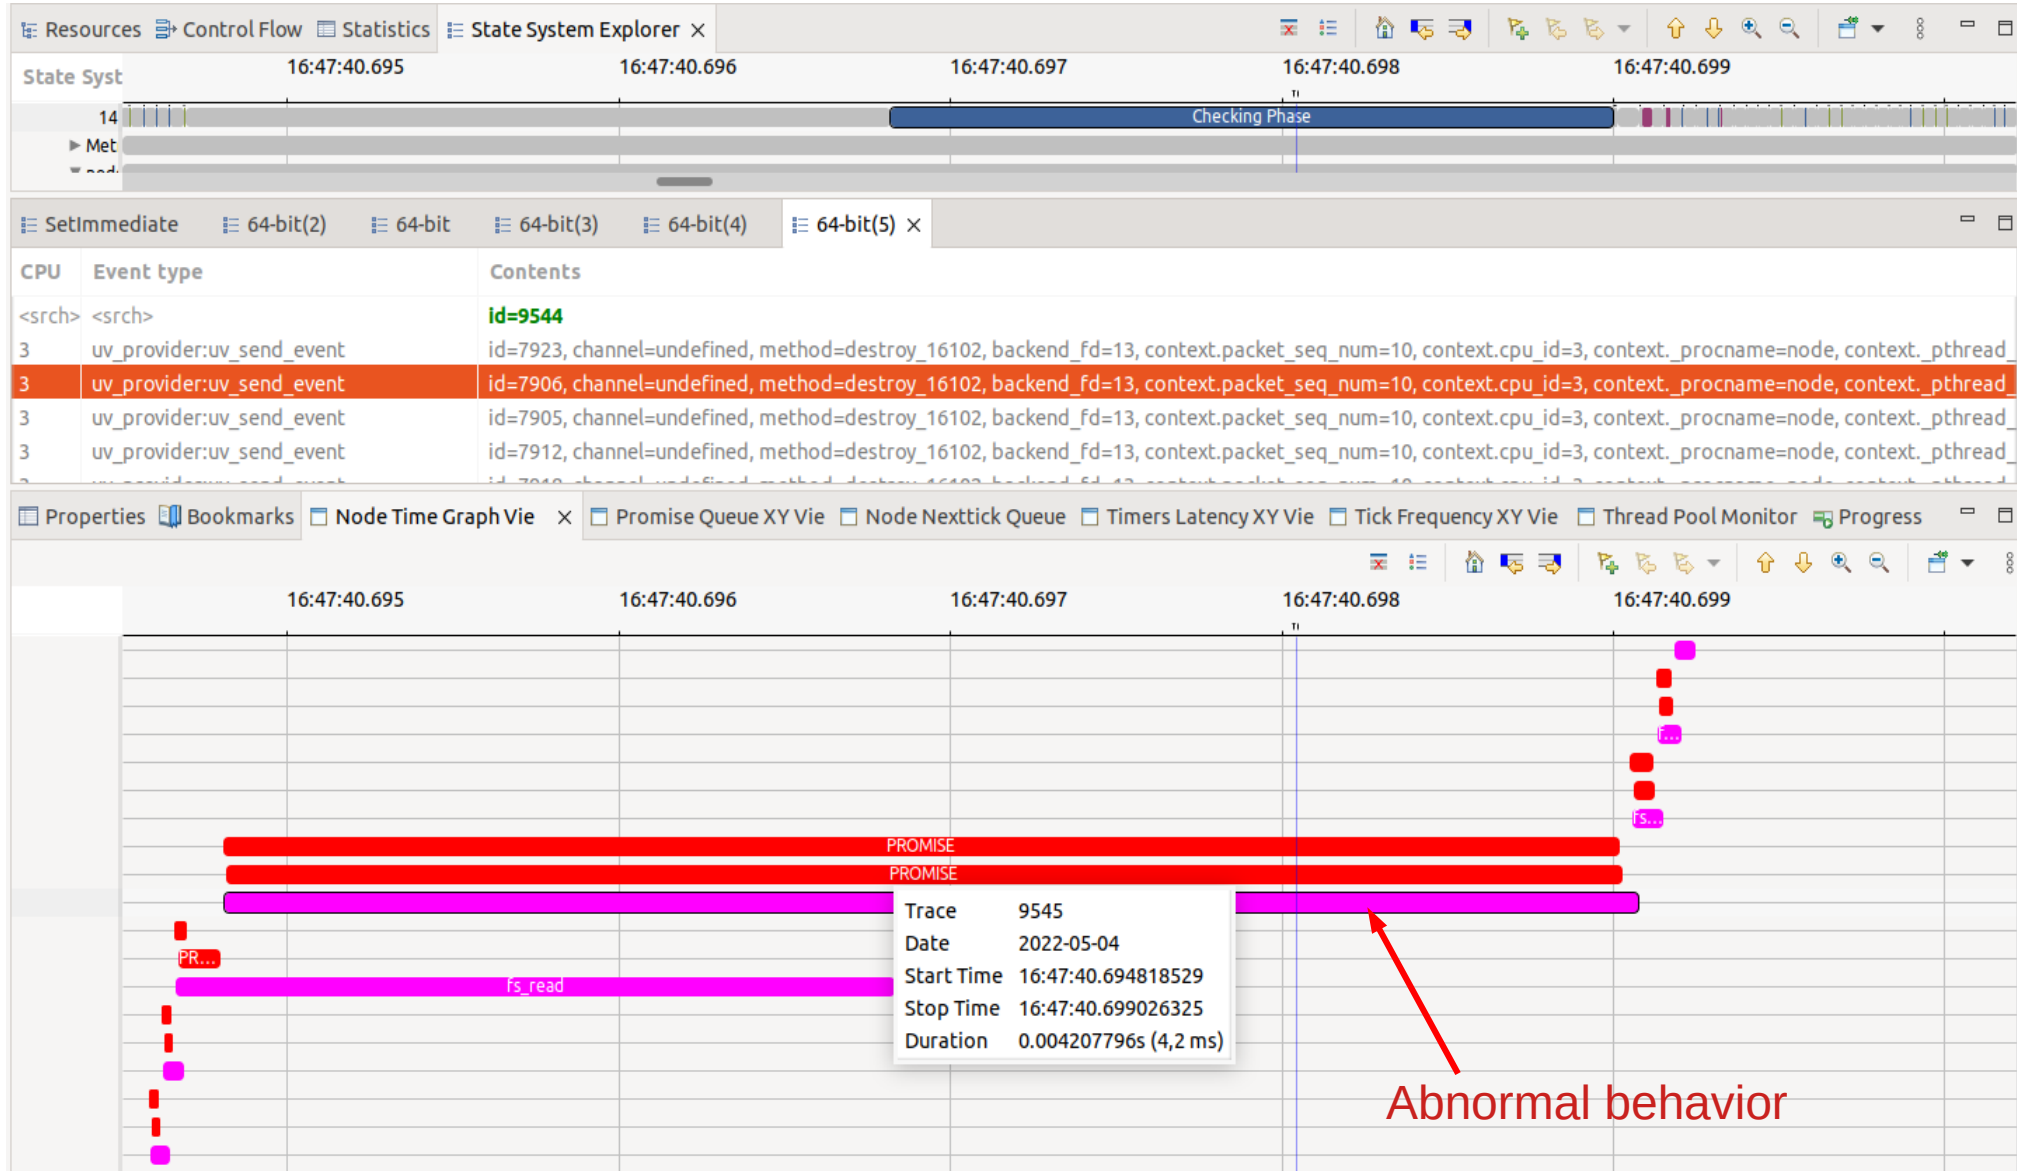 Resources Control Flow Statistics State System Explorer
State Syst 16:47:40.695 16:47:40.696 16:47:40.697 16:47:40.698 16:47:40.699
14 Checking Phase
Met
SetImmediate 64-bit(2) 64-bit 64-bit(3) 64-bit(4) 64-bit(5)
CPU Event type Contents
<srch> <srch> id=9544
3 uv_provider:uv_send_event id=7923, channel=undefined, method=destroy_16102, backend_fd=13, context.packet_seq_num=10, context.cpu_id=3, context._procname=node, context._pthread_
3 uv_provider:uv_send_event id=7906, channel=undefined, method=destroy_16102, backend_fd=13, context.packet_seq_num=10, context.cpu_id=3, context._procname=node, context._pthread_
3 uv_provider:uv_send_event id=7905, channel=undefined, method=destroy_16102, backend_fd=13, context.packet_seq_num=10, context.cpu_id=3, context._procname=node, context._pthread_
3 uv_provider:uv_send_event id=7912, channel=undefined, method=destroy_16102, backend_fd=13, context.packet_seq_num=10, context.cpu_id=3, context._procname=node, context._pthread_
Properties Bookmarks Node Time Graph Vie Promise Queue XY Vie Node Nexttick Queue Timers Latency XY Vie Tick Frequency XY Vie Thread Pool Monitor Progress
16:47:40.695 16:47:40.696 16:47:40.697 16:47:40.698 16:47:40.699
f...
fs...
PROMISE
PROMISE
Trace 9545
Date 2022-05-04
PR...
Start Time 16:47:40.694818529
fs_read
Stop Time 16:47:40.699026325
Duration 0.004207796s (4,2 ms)
Abnormal behavior